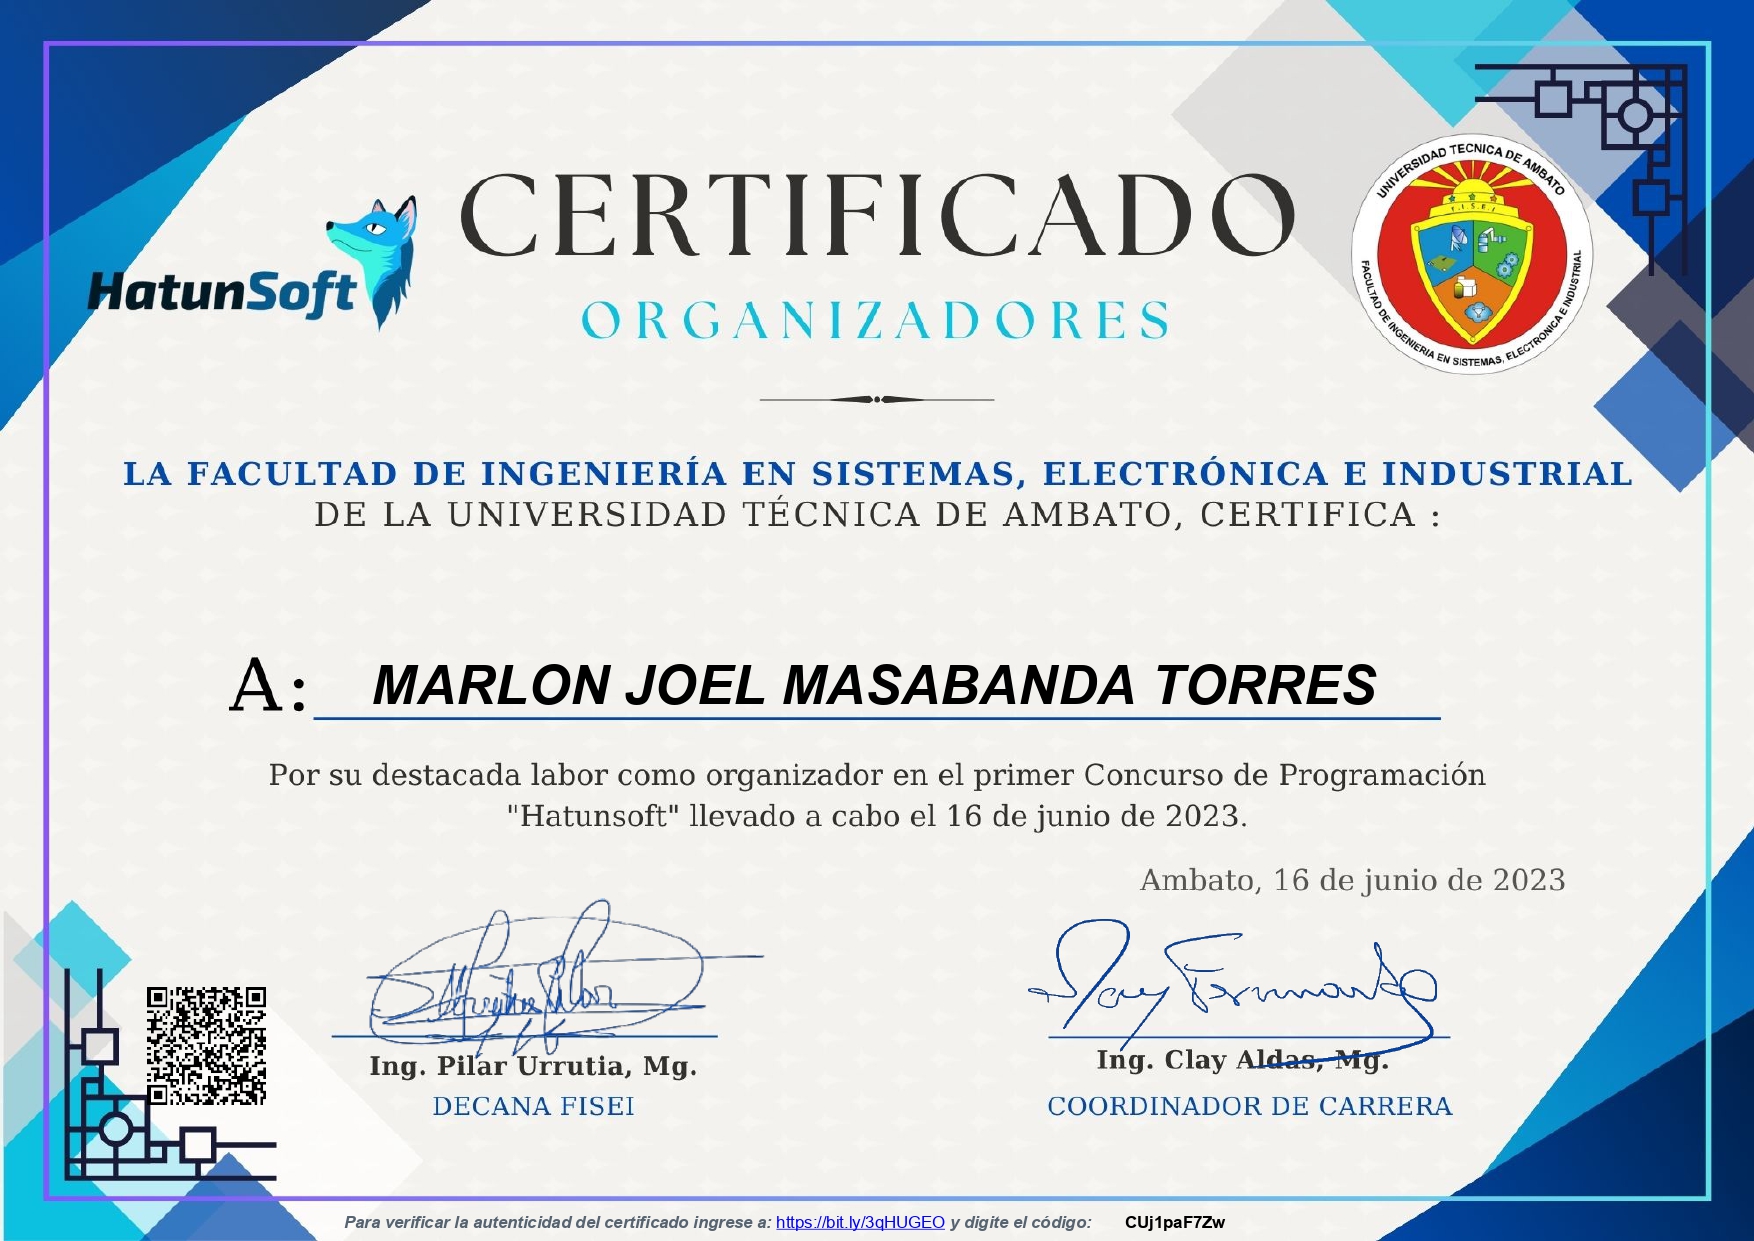 HatunSoft
CERTIFICADO
ORGANIZADORES
UNIVERSIDAD TECNICA DE AMBATO
F.I.S.E.I.
FACULTAD DE INGENIERIA EN SISTEMAS, ELECTRONICA E INDUSTRIAL
LA FACULTAD DE INGENIERÍA EN SISTEMAS, ELECTRÓNICA E INDUSTRIAL
DE LA UNIVERSIDAD TÉCNICA DE AMBATO, CERTIFICA :
A: MARLON JOEL MASABANDA TORRES
Por su destacada labor como organizador en el primer Concurso de Programación
"Hatunsoft" llevado a cabo el 16 de junio de 2023.
Ambato, 16 de junio de 2023
Ing. Pilar Urrutia, Mg.
DECANA FISEI
Clay Fernando
Ing. Clay Aldas, Mg.
COORDINADOR DE CARRERA
Para verificar la autenticidad del certificado ingrese a: https://bit.ly/3qHUGEO y digite el código: CUj1paF7Zw